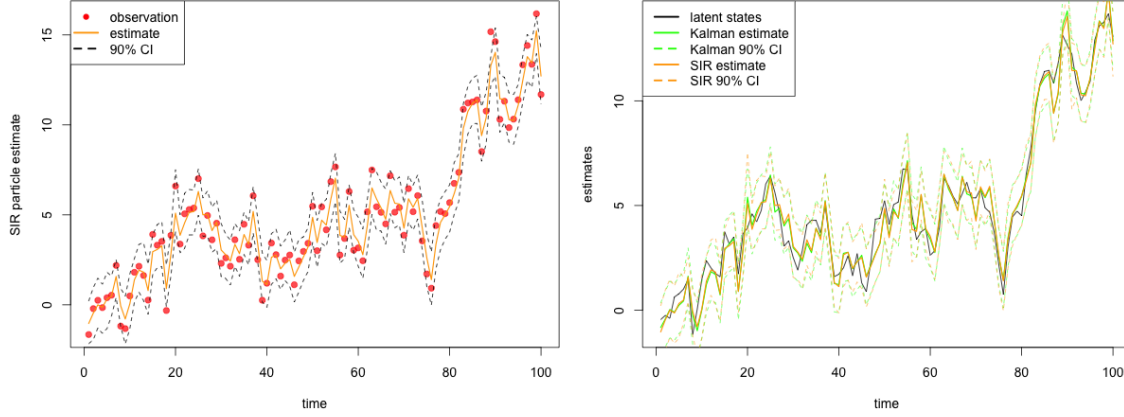 observation
estimate
90% CI
SIR particle estimate
15
10
5
0
0 20 40 60 80 100
time
latent states
Kalman estimate
Kalman 90% CI
SIR estimate
SIR 90% CI
estimates
10
5
0
0 20 40 60 80 100
time